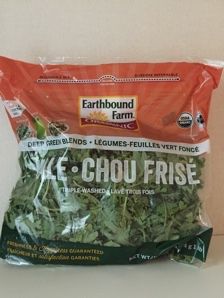 Earthbound Farm
ORGANIC
DEEP GREEN BLENDS • LÉGUMES-FEUILLES VERT FONCÉ
KALE • CHOU FRISÉ
TRIPLE-WASHED • LAVÉ TROIS FOIS
FRESHNESS & GUARANTEED
FRAÎCHEUR et satisfaction GARANTIES
NET WT